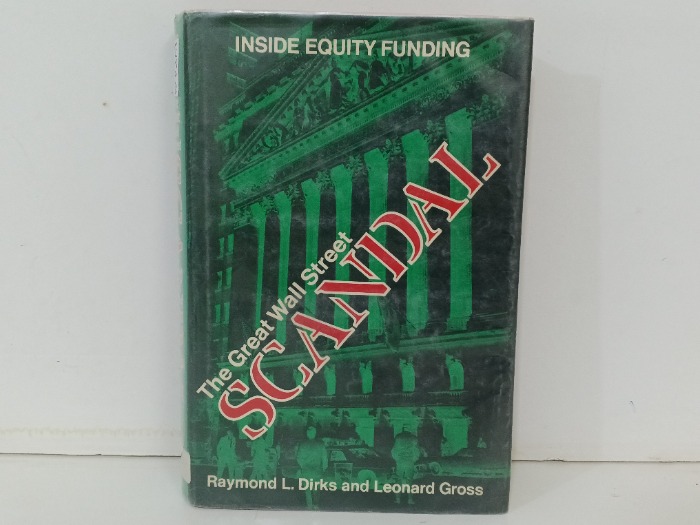 INSIDE EQUITY FUNDING
The Great Wall Street
SCANDAL
Raymond L. Dirks and Leonard Gross